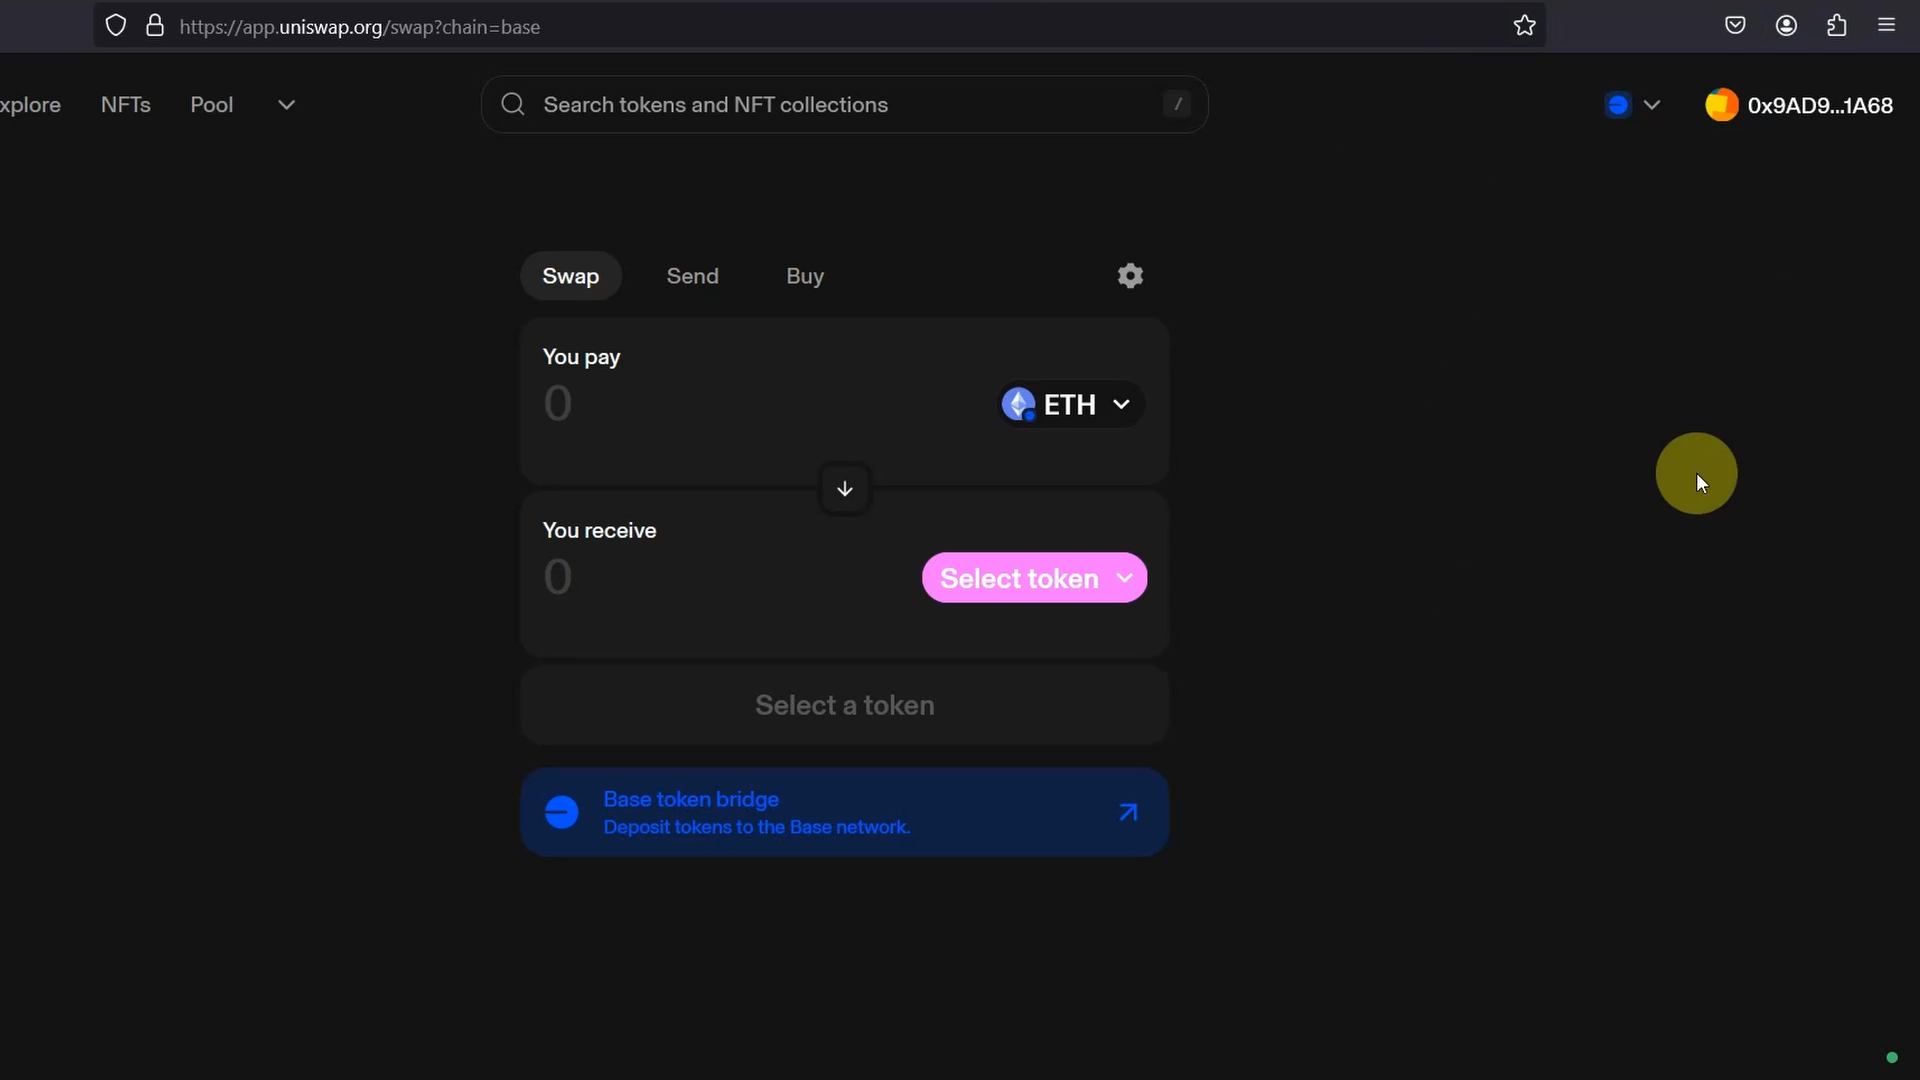 https://app.uniswap.org/swap?chain=base
xplore NFTs Pool
Search tokens and NFT collections /
0x9AD9...1A68
Swap Send Buy
You pay
0
ETH
You receive
0
Select token
Select a token
Base token bridge
Deposit tokens to the Base network.